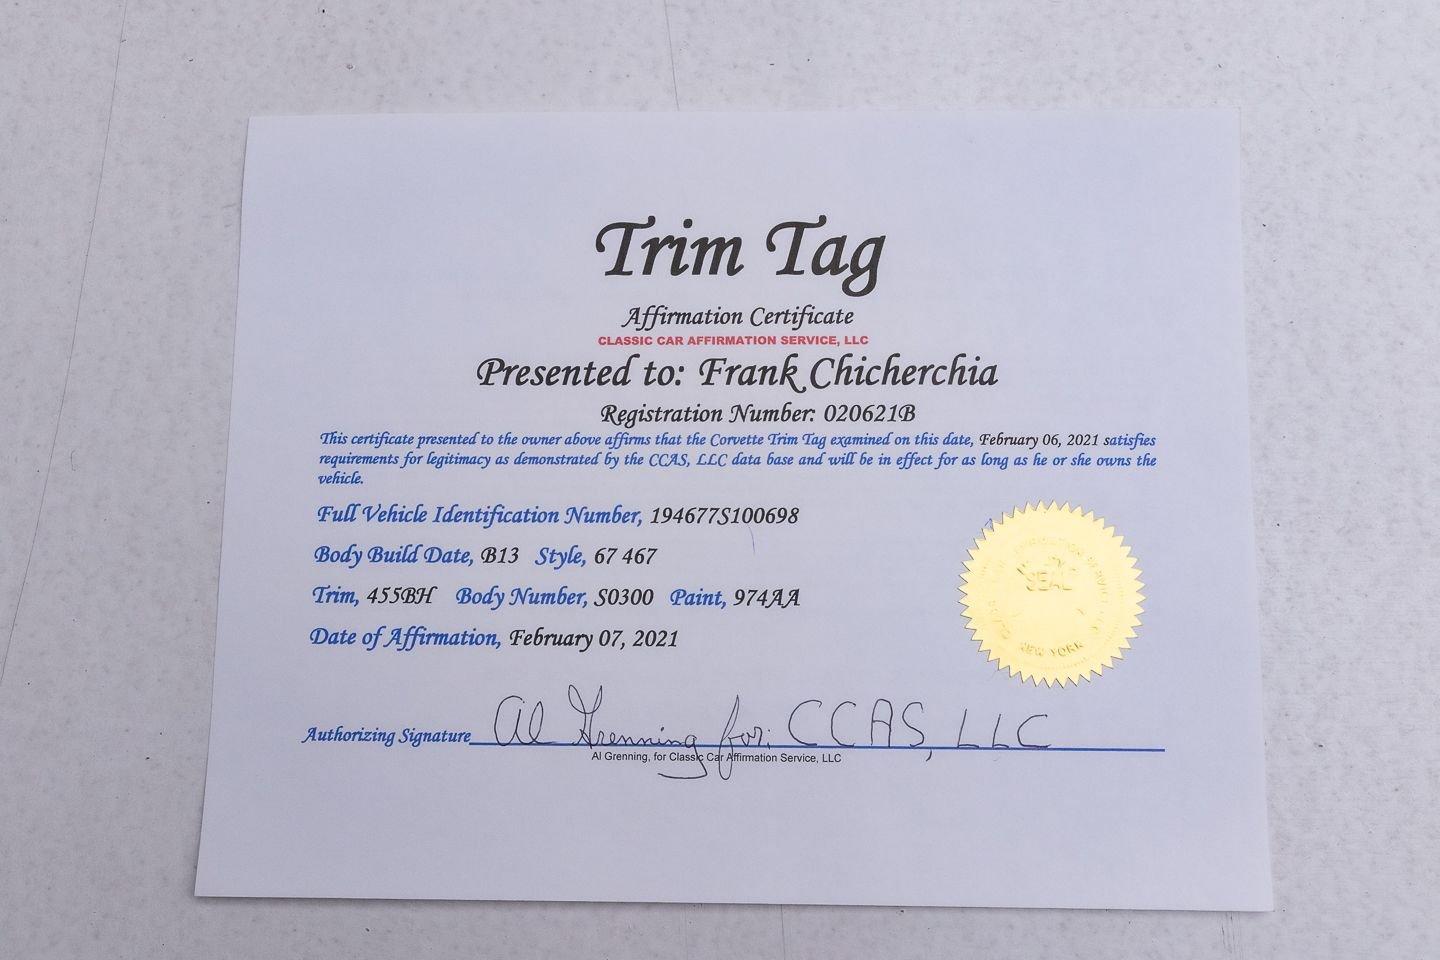 Trim Tag
Affirmation Certificate
CLASSIC CAR AFFIRMATION SERVICE, LLC
Presented to: Frank Chicherchia
Registration Number: 020621B
This certificate presented to the owner above affirms that the Corvette Trim Tag examined on this date, February 06, 2021 satisfies
requirements for legitimacy as demonstrated by the CCAS, LLC data base and will be in effect for as long as he or she owns the
vehicle.
Full Vehicle Identification Number, 194677S100698
Body Build Date, B13 Style, 67 467
Trim, 455BH Body Number, S0300 Paint, 974AA
Date of Affirmation, February 07, 2021
SEAL
NEW YORK
Authorizing Signature Al Grenning for: CCAS, LLC
Al Grenning, for Classic Car Affirmation Service, LLC